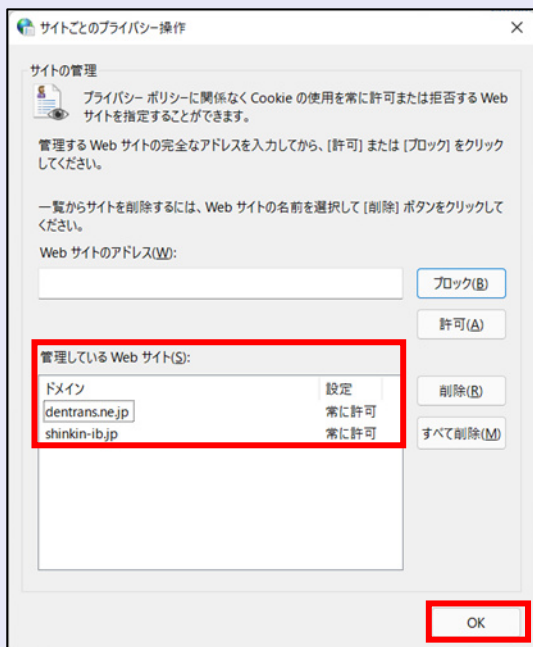 サイトごとのプライバシー操作
サイトの管理
プライバシー ポリシーに関係なく Cookie の使用を常に許可または拒否する Web
サイトを指定することができます。
管理する Web サイトの完全なアドレスを入力してから、[許可] または [ブロック] をクリック
してください。
一覧からサイトを削除するには、Web サイトの名前を選択して [削除] ボタンをクリックして
ください。
Web サイトのアドレス(W):
ブロック(B)
許可(A)
管理している Web サイト(S):
ドメイン 設定
dentrans.ne.jp 常に許可
shinkin-ib.jp 常に許可
削除(R)
すべて削除(M)
OK